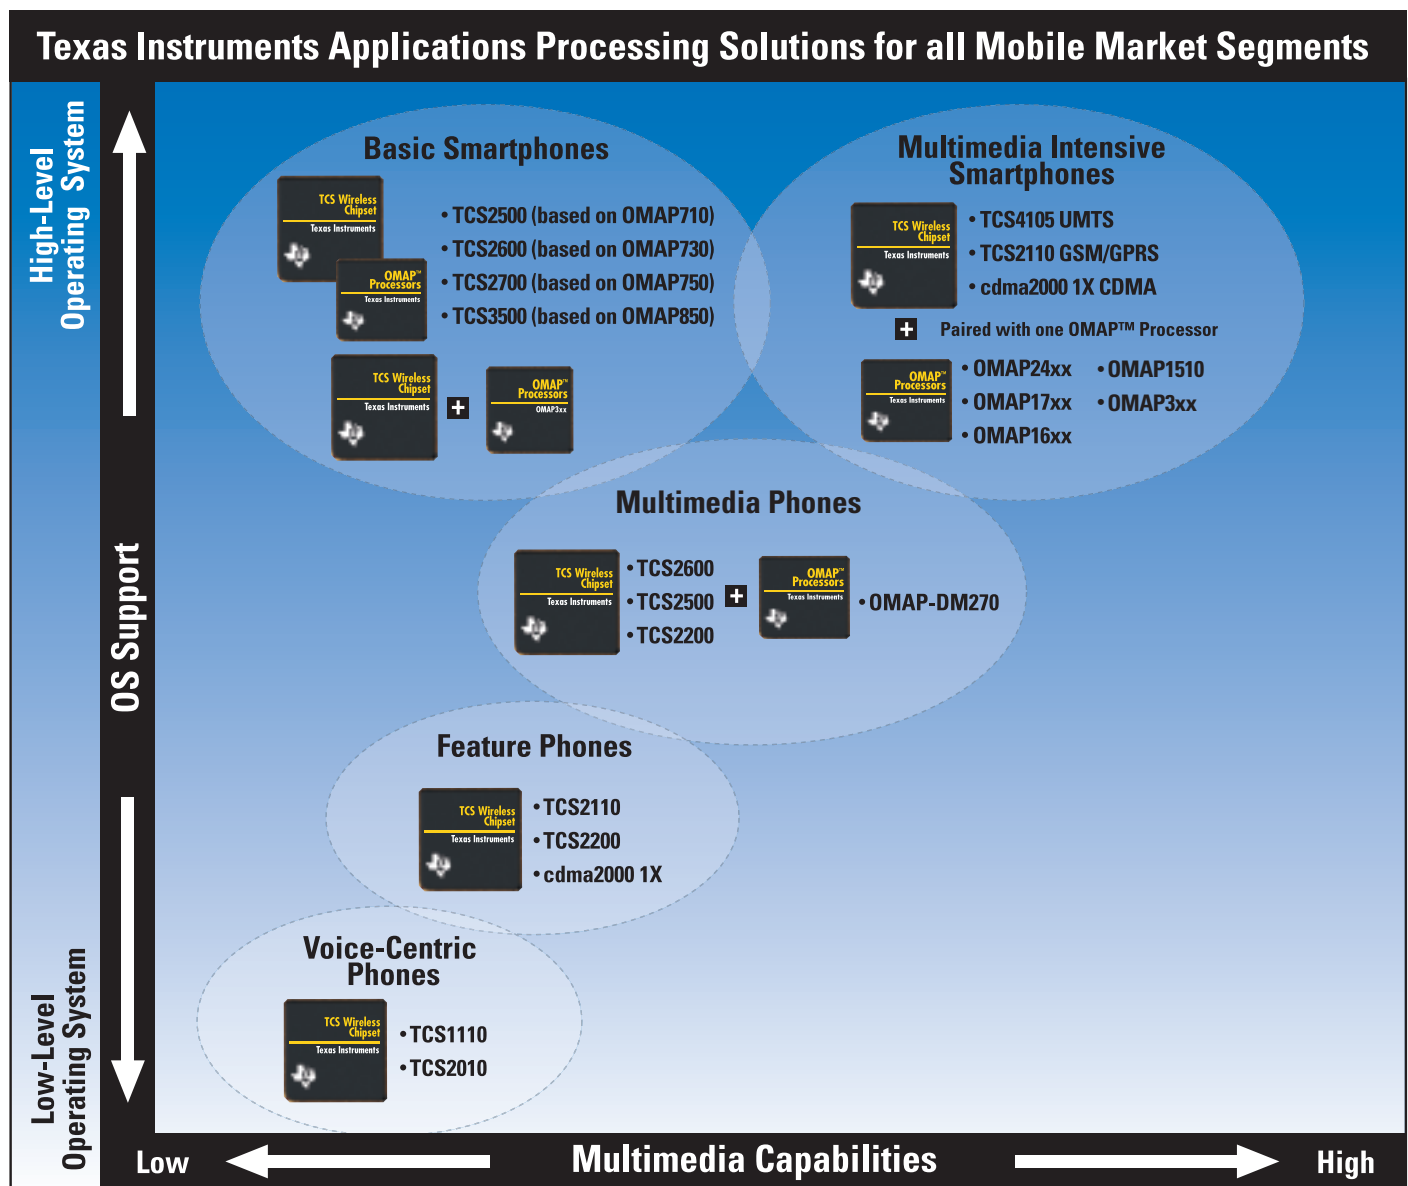 Texas Instruments Applications Processing Solutions for all Mobile Market Segments
High-Level
Operating System
OS Support
Low-Level
Operating System
Basic Smartphones
TCS Wireless
Chipset
Texas Instruments
OMAP™
Processors
Texas Instruments
• TCS2500 (based on OMAP710)
• TCS2600 (based on OMAP730)
• TCS2700 (based on OMAP750)
• TCS3500 (based on OMAP850)
TCS Wireless
Chipset
Texas Instruments
+
OMAP™
Processors
OMAP3xx
Multimedia Intensive
Smartphones
TCS Wireless
Chipset
Texas Instruments
• TCS4105 UMTS
• TCS2110 GSM/GPRS
• cdma2000 1X CDMA
+ Paired with one OMAP™ Processor
OMAP™
Processors
Texas Instruments
• OMAP24xx
• OMAP17xx
• OMAP16xx
• OMAP1510
• OMAP3xx
Multimedia Phones
TCS Wireless
Chipset
Texas Instruments
• TCS2600
• TCS2500
• TCS2200
+
OMAP™
Processors
Texas Instruments
• OMAP-DM270
Feature Phones
TCS Wireless
Chipset
Texas Instruments
• TCS2110
• TCS2200
• cdma2000 1X
Voice-Centric
Phones
TCS Wireless
Chipset
Texas Instruments
• TCS1110
• TCS2010
Low
Multimedia Capabilities
High